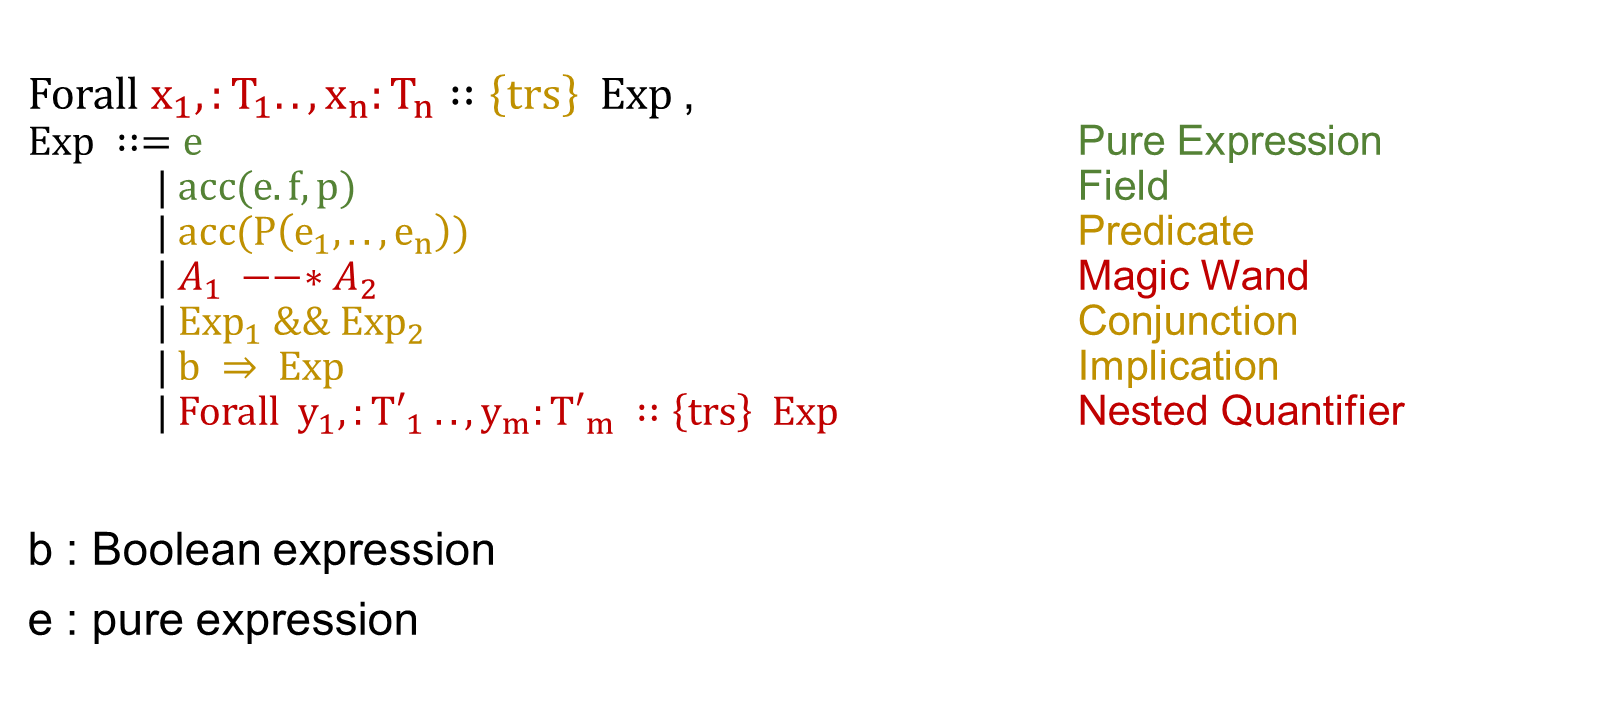 Forall x₁,: T₁. . , xₙ: Tₙ ∷ {trs} Exp ,
Exp ∷= e Pure Expression
| acc(e. f, p) Field
| acc(P(e₁, . . , eₙ)) Predicate
| A₁ −−∗ A₂ Magic Wand
| Exp₁ && Exp₂ Conjunction
| b ⇒ Exp Implication
| Forall y₁,: T′₁ . . , yₘ: T′ₘ ∷ {trs} Exp Nested Quantifier
b : Boolean expression
e : pure expression